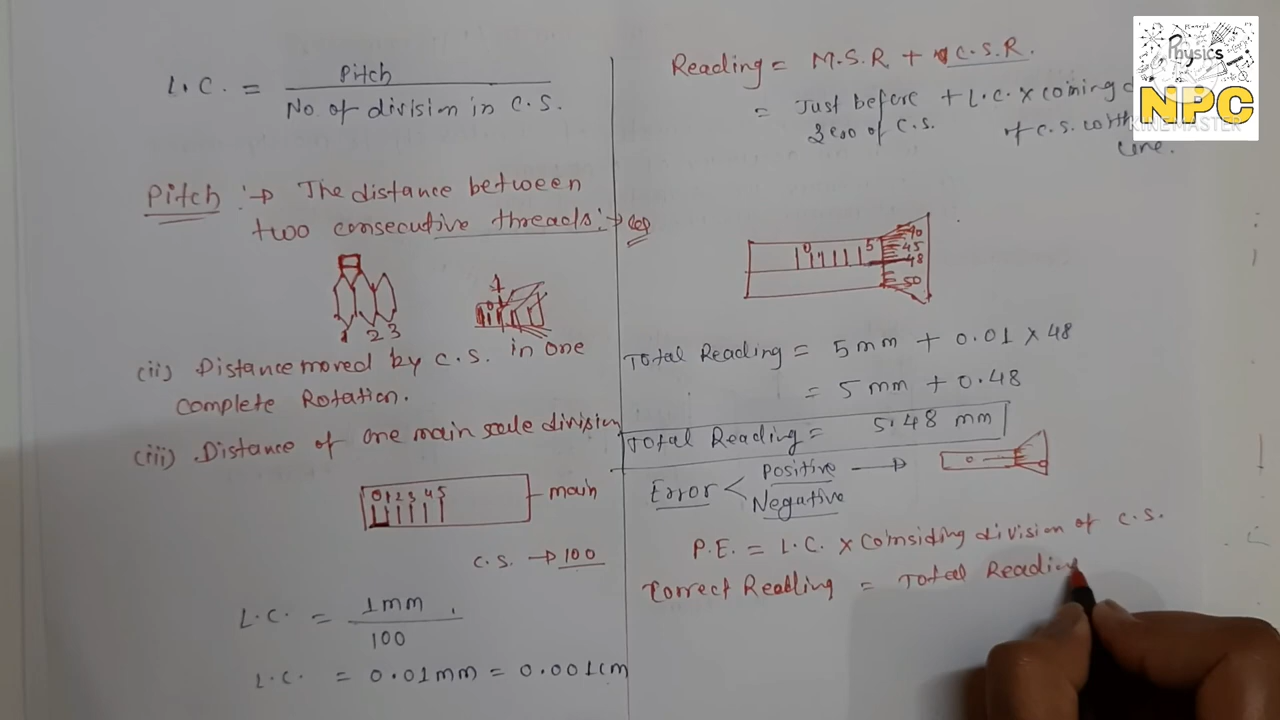 L.C. = Pitch
No. of division in C.S.
Pitch :→ The distance between
two consecutive threads.
1 2 3
(ii) Distance moved by C.S. in one
Complete Rotation.
(iii) Distance of one main scale division
0 1 2 3 4 5
main
C.S. → 100
L.C. = 1mm
100
L.C. = 0.01mm = 0.001cm
Reading = M.S.R + C.S.R.
= Just before + L.C. × coming
zero of C.S. of C.S. with
line.
0 5 40
45
48
50
Total Reading = 5mm + 0.01 × 48
= 5 mm + 0.48
Total Reading = 5.48 mm
Error < Positive →
Negative
0
P.E. = L.C. × Coinsiding division of C.S.
Correct Reading = Total Reading
Physics
NPC
KINEMASTER